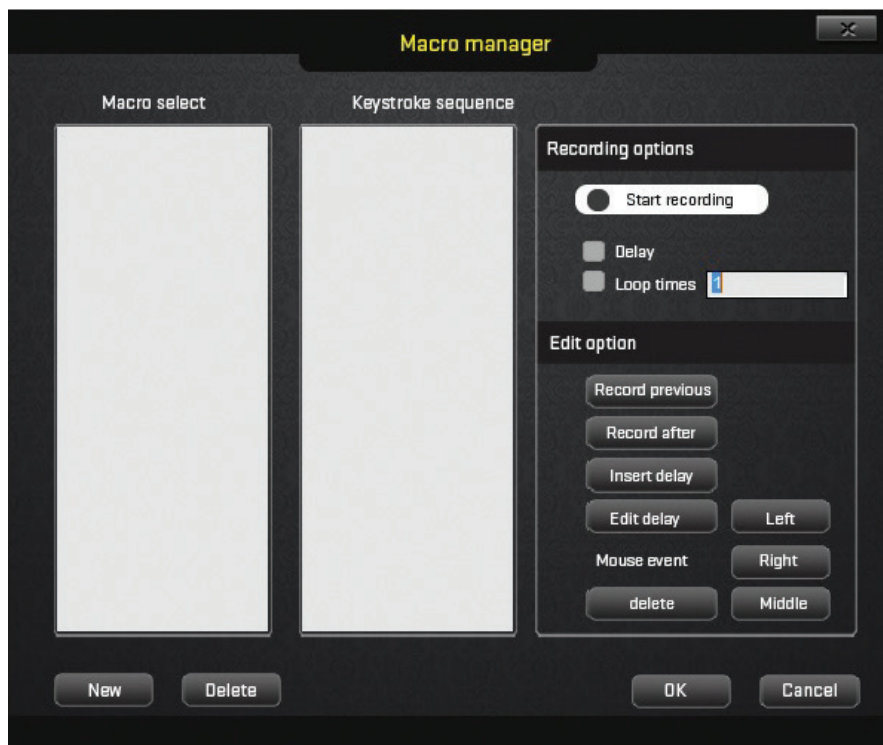 Macro manager
Macro select
Keystroke sequence
Recording options
Start recording
Delay
Loop times 1
Edit option
Record previous
Record after
Insert delay
Edit delay Left
Mouse event Right
delete Middle
New Delete OK Cancel